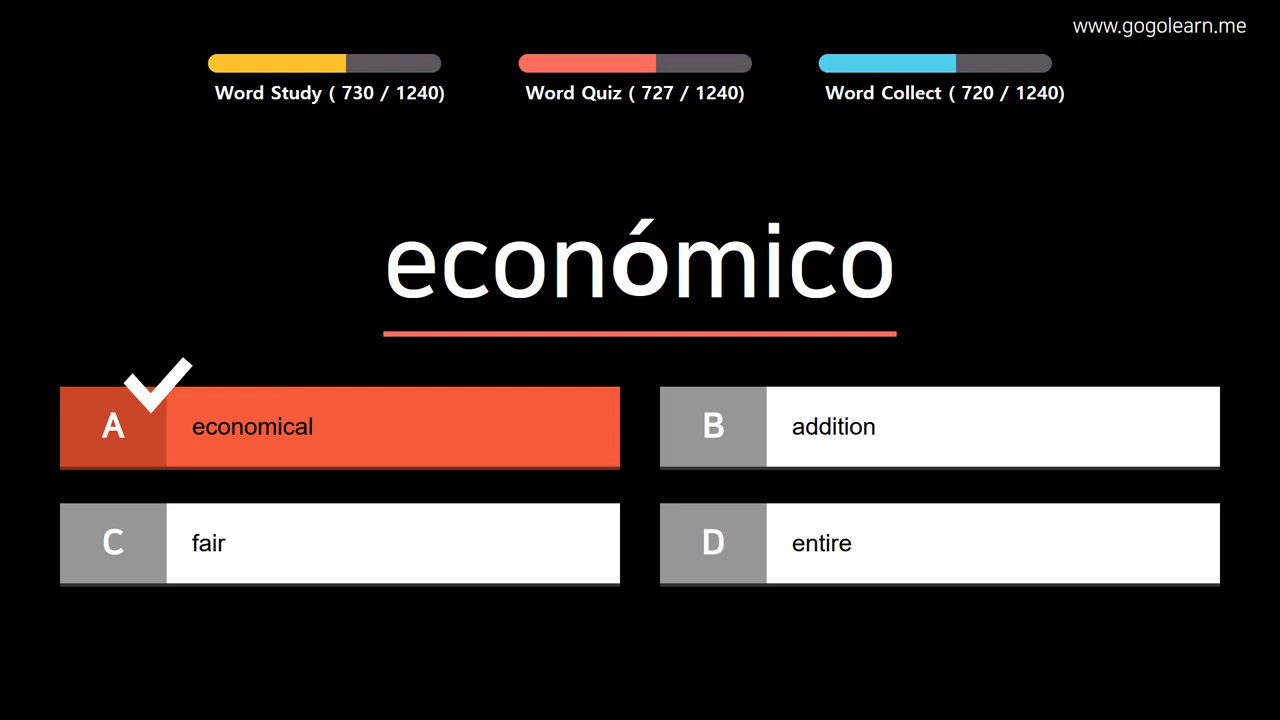 www.gogolearn.me
Word Study ( 730 / 1240)
Word Quiz ( 727 / 1240)
Word Collect ( 720 / 1240)
económico
A economical
B addition
C fair
D entire